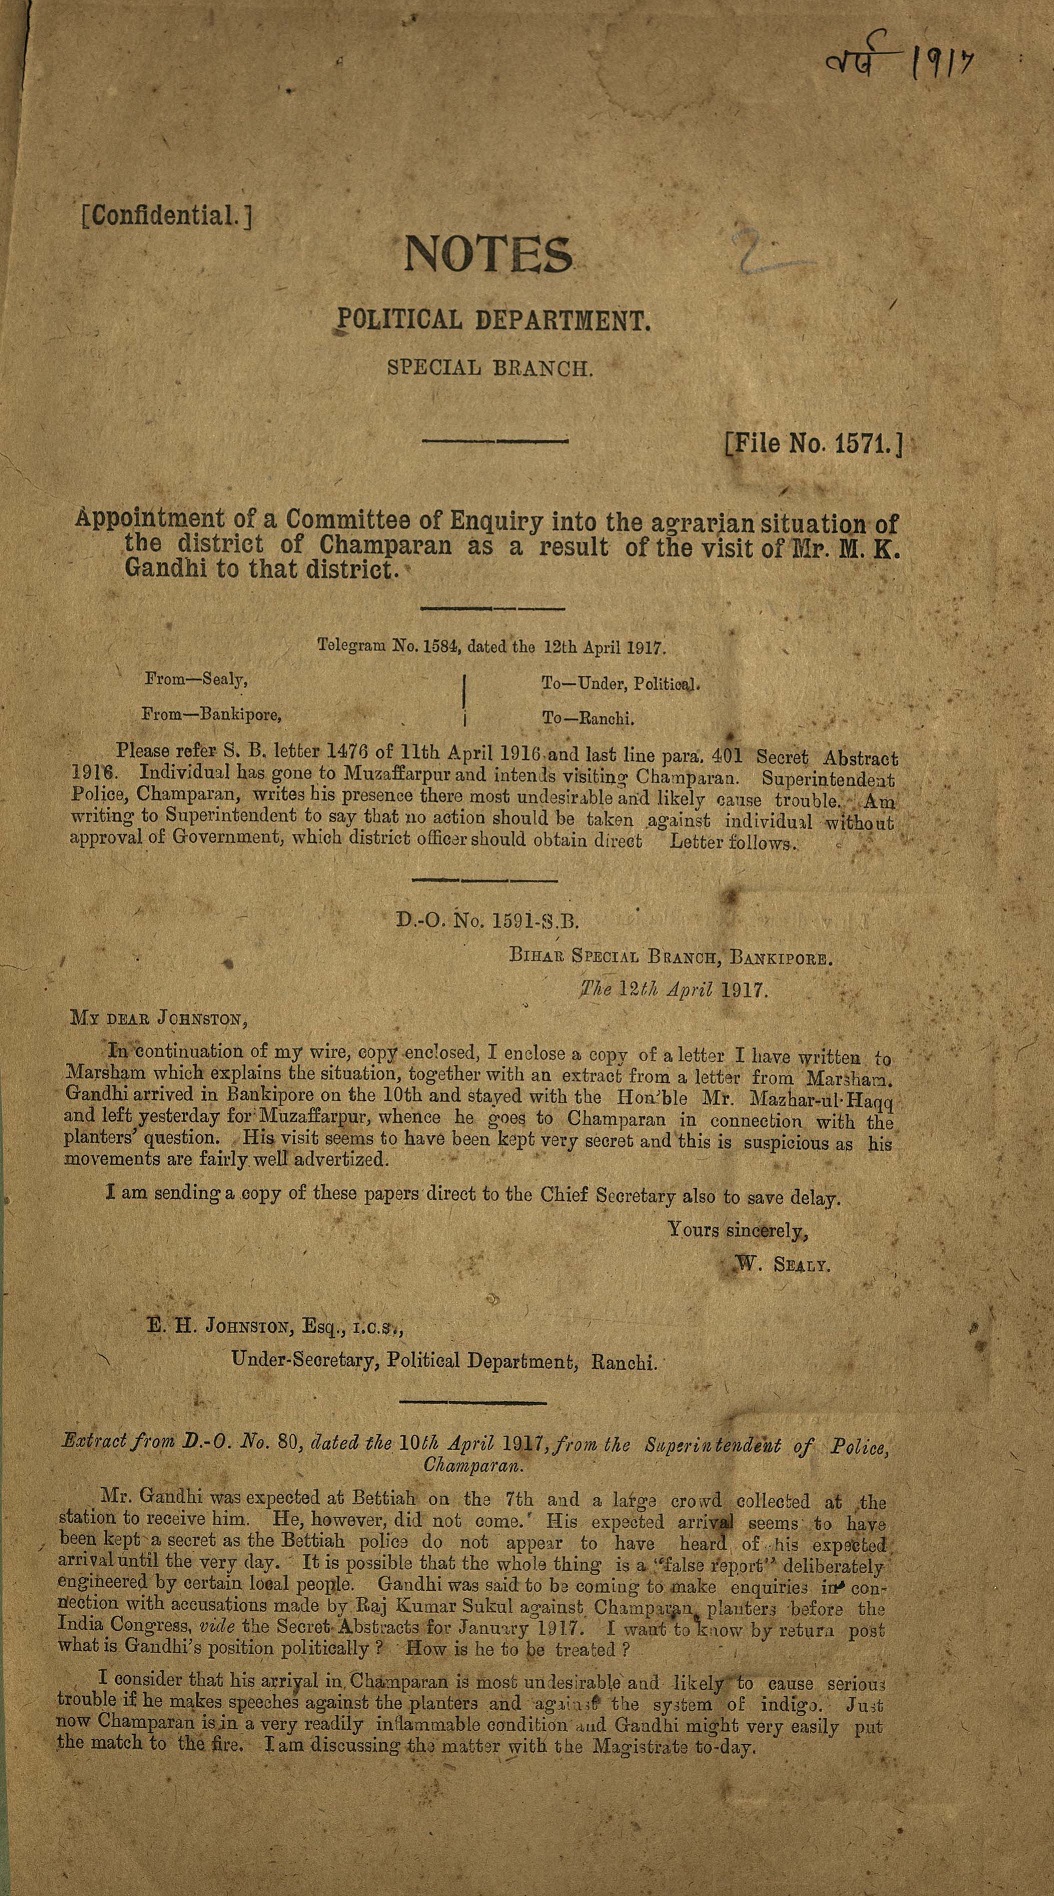 वर्ष 1917
[Confidential.]
NOTES
2
POLITICAL DEPARTMENT.
SPECIAL BRANCH.
[File No. 1571.]
Appointment of a Committee of Enquiry into the agrarian situation of
the district of Champaran as a result of the visit of Mr. M. K.
Gandhi to that district.
Telegram No. 1584, dated the 12th April 1917.
From—Sealy,
To—Under, Political.
From—Bankipore,
To—Ranchi.
Please refer S. B. letter 1476 of 11th April 1916 and last line para. 401 Secret Abstract
1916. Individual has gone to Muzaffarpur and intends visiting Champaran. Superintendent
Police, Champaran, writes his presence there most undesirable and likely cause trouble. Am
writing to Superintendent to say that no action should be taken against individual without
approval of Government, which district officer should obtain direct Letter follows.
D.-O. No. 1591-S.B.
BIHAR SPECIAL BRANCH, BANKIPORE.
The 12th April 1917.
MY DEAR JOHNSTON,
In continuation of my wire, copy enclosed, I enclose a copy of a letter I have written to
Marsham which explains the situation, together with an extract from a letter from Marsham.
Gandhi arrived in Bankipore on the 10th and stayed with the Hon'ble Mr. Mazhar-ul-Haqq
and left yesterday for Muzaffarpur, whence he goes to Champaran in connection with the
planters' question. His visit seems to have been kept very secret and this is suspicious as his
movements are fairly well advertized.
I am sending a copy of these papers direct to the Chief Secretary also to save delay.
Yours sincerely,
W. SEALY.
E. H. JOHNSTON, Esq., I.C.S.,
Under-Secretary, Political Department, Ranchi.
Extract from D.-O. No. 80, dated the 10th April 1917, from the Superintendent of Police,
Champaran.
Mr. Gandhi was expected at Bettiah on the 7th and a large crowd collected at the
station to receive him. He, however, did not come. His expected arrival seems to have
been kept a secret as the Bettiah police do not appear to have heard of his expected
arrival until the very day. It is possible that the whole thing is a "false report" deliberately
engineered by certain local people. Gandhi was said to be coming to make enquiries in con-
nection with accusations made by Raj Kumar Sukul against Champaran planters before the
India Congress, vide the Secret Abstracts for January 1917. I want to know by return post
what is Gandhi's position politically ? How is he to be treated ?
I consider that his arrival in Champaran is most undesirable and likely to cause serious
trouble if he makes speeches against the planters and against the system of indigo. Just
now Champaran is in a very readily inflammable condition and Gandhi might very easily put
the match to the fire. I am discussing the matter with the Magistrate to-day.